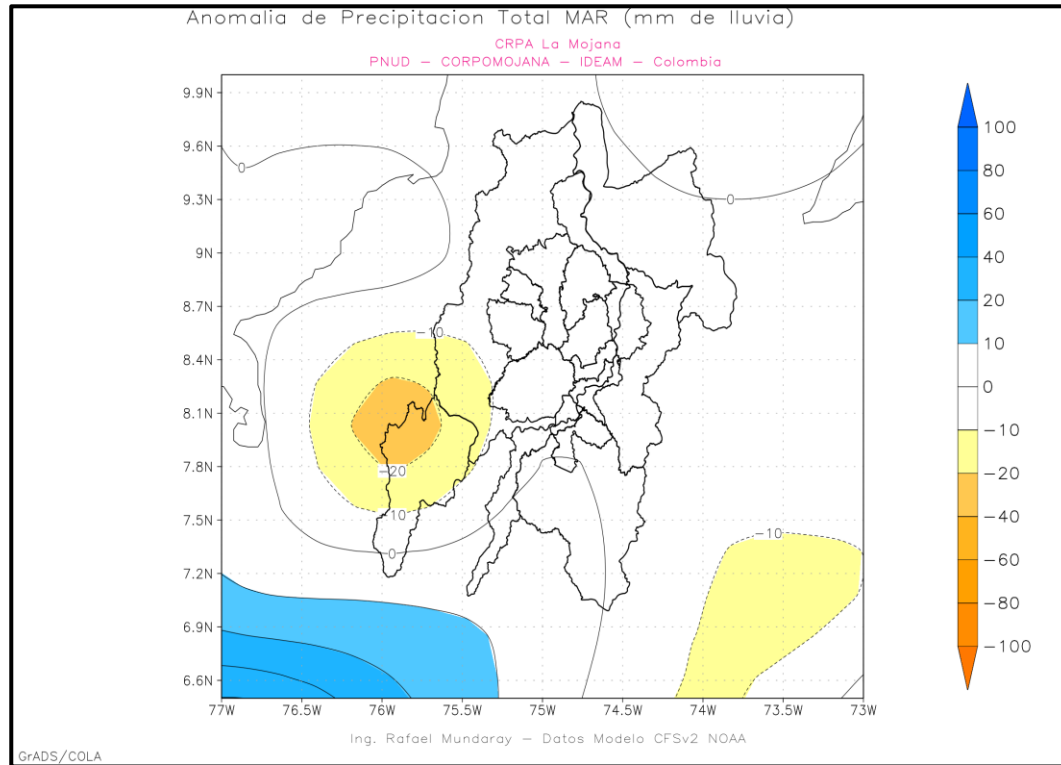 Anomalia de Precipitacion Total MAR (mm de lluvia)
CRPA La Mojana
PNUD – CORPOMOJANA – IDEAM – Colombia
9.9N
9.6N
9.3N
9N
8.7N
8.4N
8.1N
7.8N
7.5N
7.2N
6.9N
6.6N
77W 76.5W 76W 75.5W 75W 74.5W 74W 73.5W 73W
0
0
-10
-20
-10
0
-10
100
80
60
40
20
10
0
-10
-20
-40
-60
-80
-100
Ing. Rafael Mundaray – Datos Modelo CFSv2 NOAA
GrADS/COLA